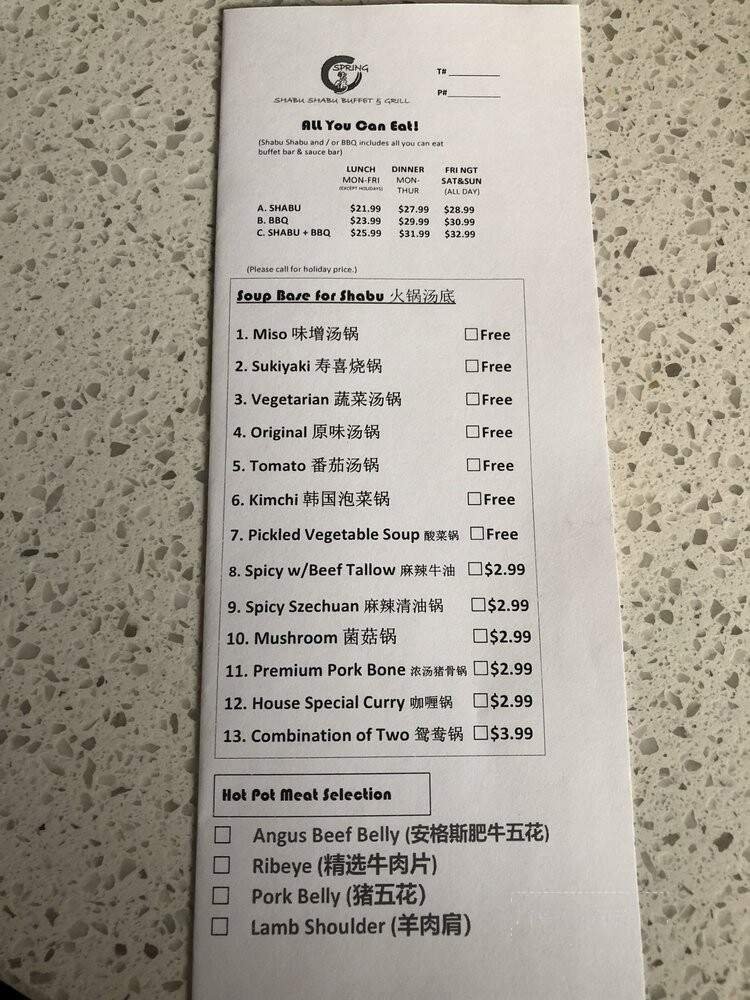 SPRING
SHABU SHABU BUFFET & GRILL
T#
P#
All You Can Eat!
(Shabu Shabu and / or BBQ includes all you can eat
buffet bar & sauce bar)
LUNCH DINNER FRI NGT
MON-FRI MON- SAT&SUN
(EXCEPT HOLIDAYS) THUR (ALL DAY)
A. SHABU $21.99 $27.99 $28.99
B. BBQ $23.99 $29.99 $30.99
C. SHABU + BBQ $25.99 $31.99 $32.99
(Please call for holiday price.)
Soup Base for Shabu 火锅汤底
1. Miso 味增汤锅 ☐Free
2. Sukiyaki 寿喜烧锅 ☐Free
3. Vegetarian 蔬菜汤锅 ☐Free
4. Original 原味汤锅 ☐Free
5. Tomato 番茄汤锅 ☐Free
6. Kimchi 韩国泡菜锅 ☐Free
7. Pickled Vegetable Soup 酸菜锅 ☐Free
8. Spicy w/Beef Tallow 麻辣牛油 ☐$2.99
9. Spicy Szechuan 麻辣清油锅 ☐$2.99
10. Mushroom 菌菇锅 ☐$2.99
11. Premium Pork Bone 浓汤猪骨锅 ☐$2.99
12. House Special Curry 咖喱锅 ☐$2.99
13. Combination of Two 鸳鸯锅 ☐$3.99
Hot Pot Meat Selection
☐ Angus Beef Belly (安格斯肥牛五花)
☐ Ribeye (精选牛肉片)
☐ Pork Belly (猪五花)
☐ Lamb Shoulder (羊肉肩)